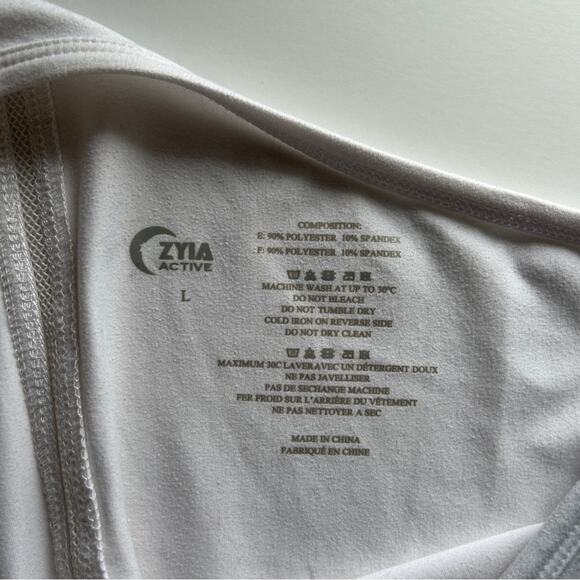 ZYIA
ACTIVE
L
COMPOSITION:
E: 90% POLYESTER 10% SPANDEX
F: 90% POLYESTER 10% SPANDEX
MACHINE WASH AT UP TO 30°C
DO NOT BLEACH
DO NOT TUMBLE DRY
COLD IRON ON REVERSE SIDE
DO NOT DRY CLEAN
MAXIMUM 30C LAVERAVEC UN DÉTERGENT DOUX
NE PAS JAVELLISER
PAS DE SECHANGE MACHINE
FER FROID SUR L'ARRIÈRE DU VÊTEMENT
NE PAS NETTOYER A SEC
MADE IN CHINA
FABRIQUÉ EN CHINE